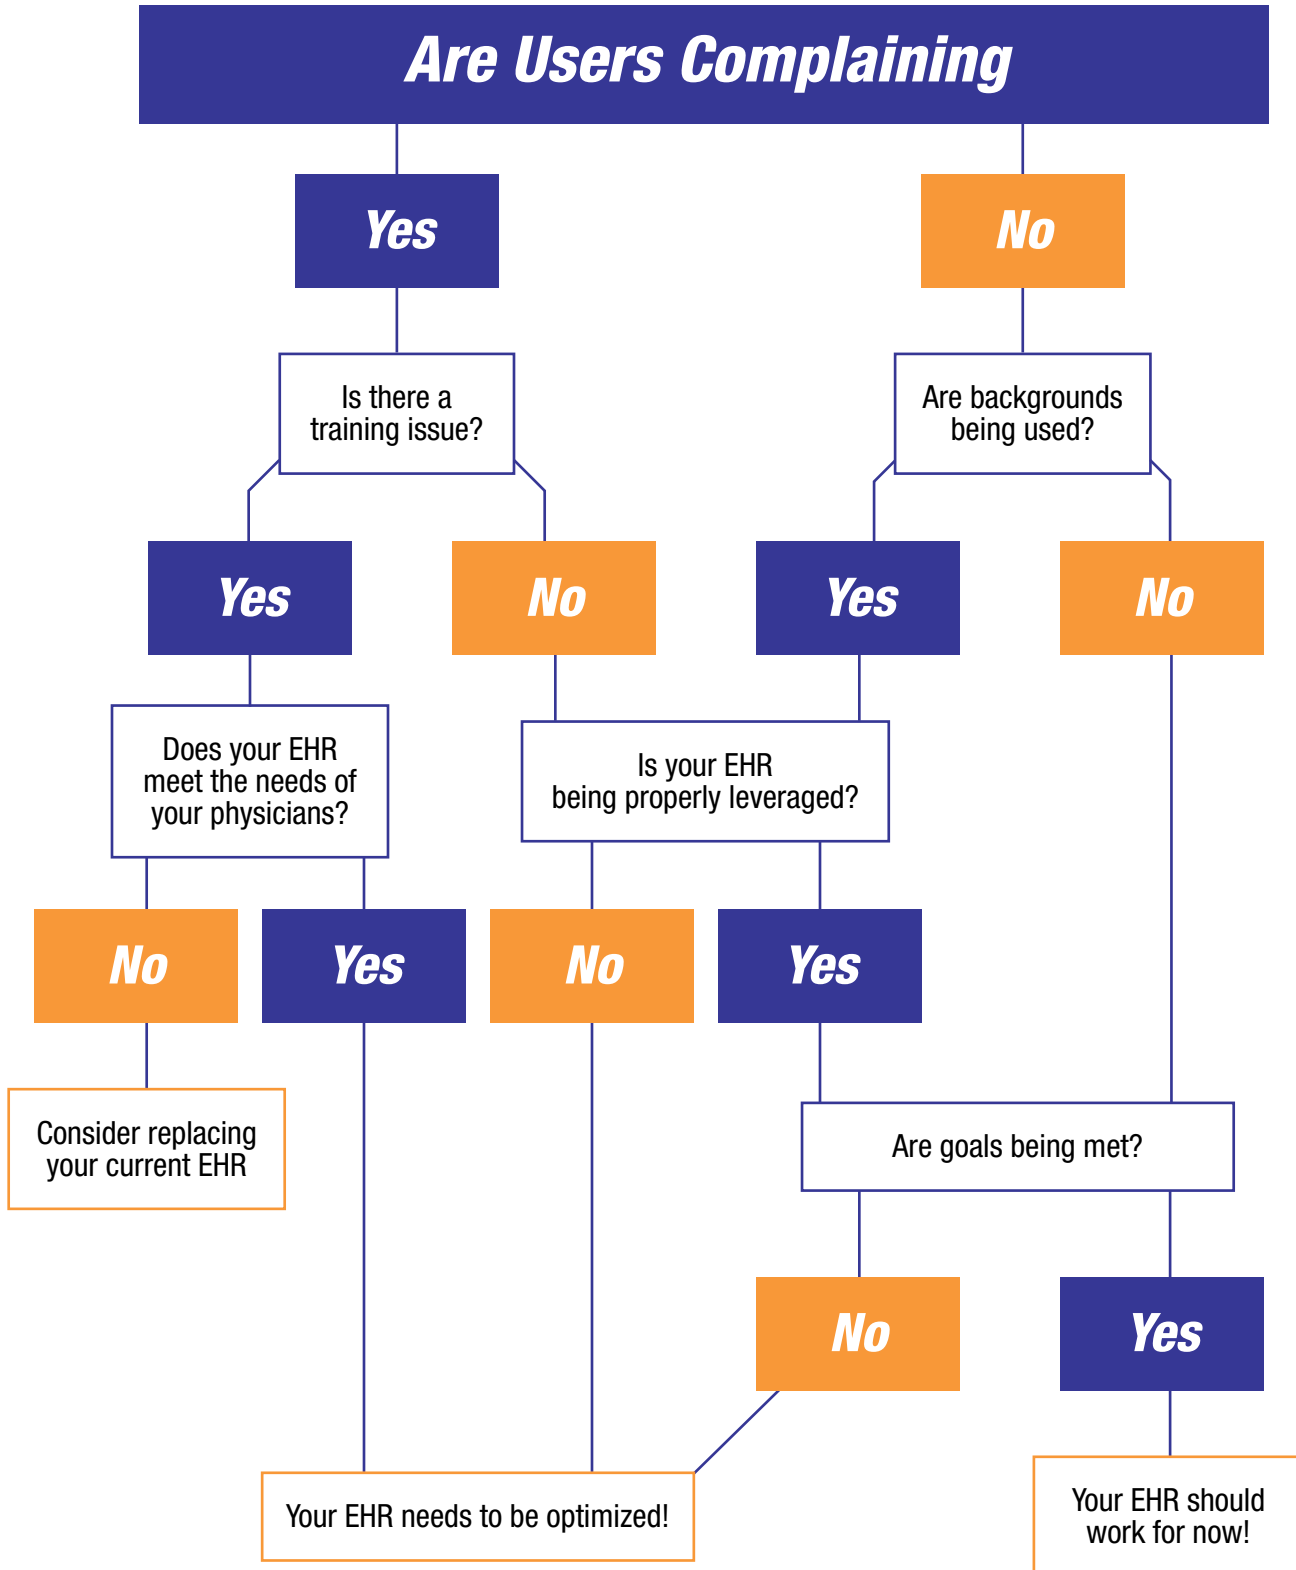 Are Users Complaining
Yes
No
Is there a
training issue?
Are backgrounds
being used?
Yes
No
Yes
No
Does your EHR
meet the needs of
your physicians?
Is your EHR
being properly leveraged?
No
Yes
No
Yes
Consider replacing
your current EHR
Are goals being met?
No
Yes
Your EHR needs to be optimized!
Your EHR should
work for now!